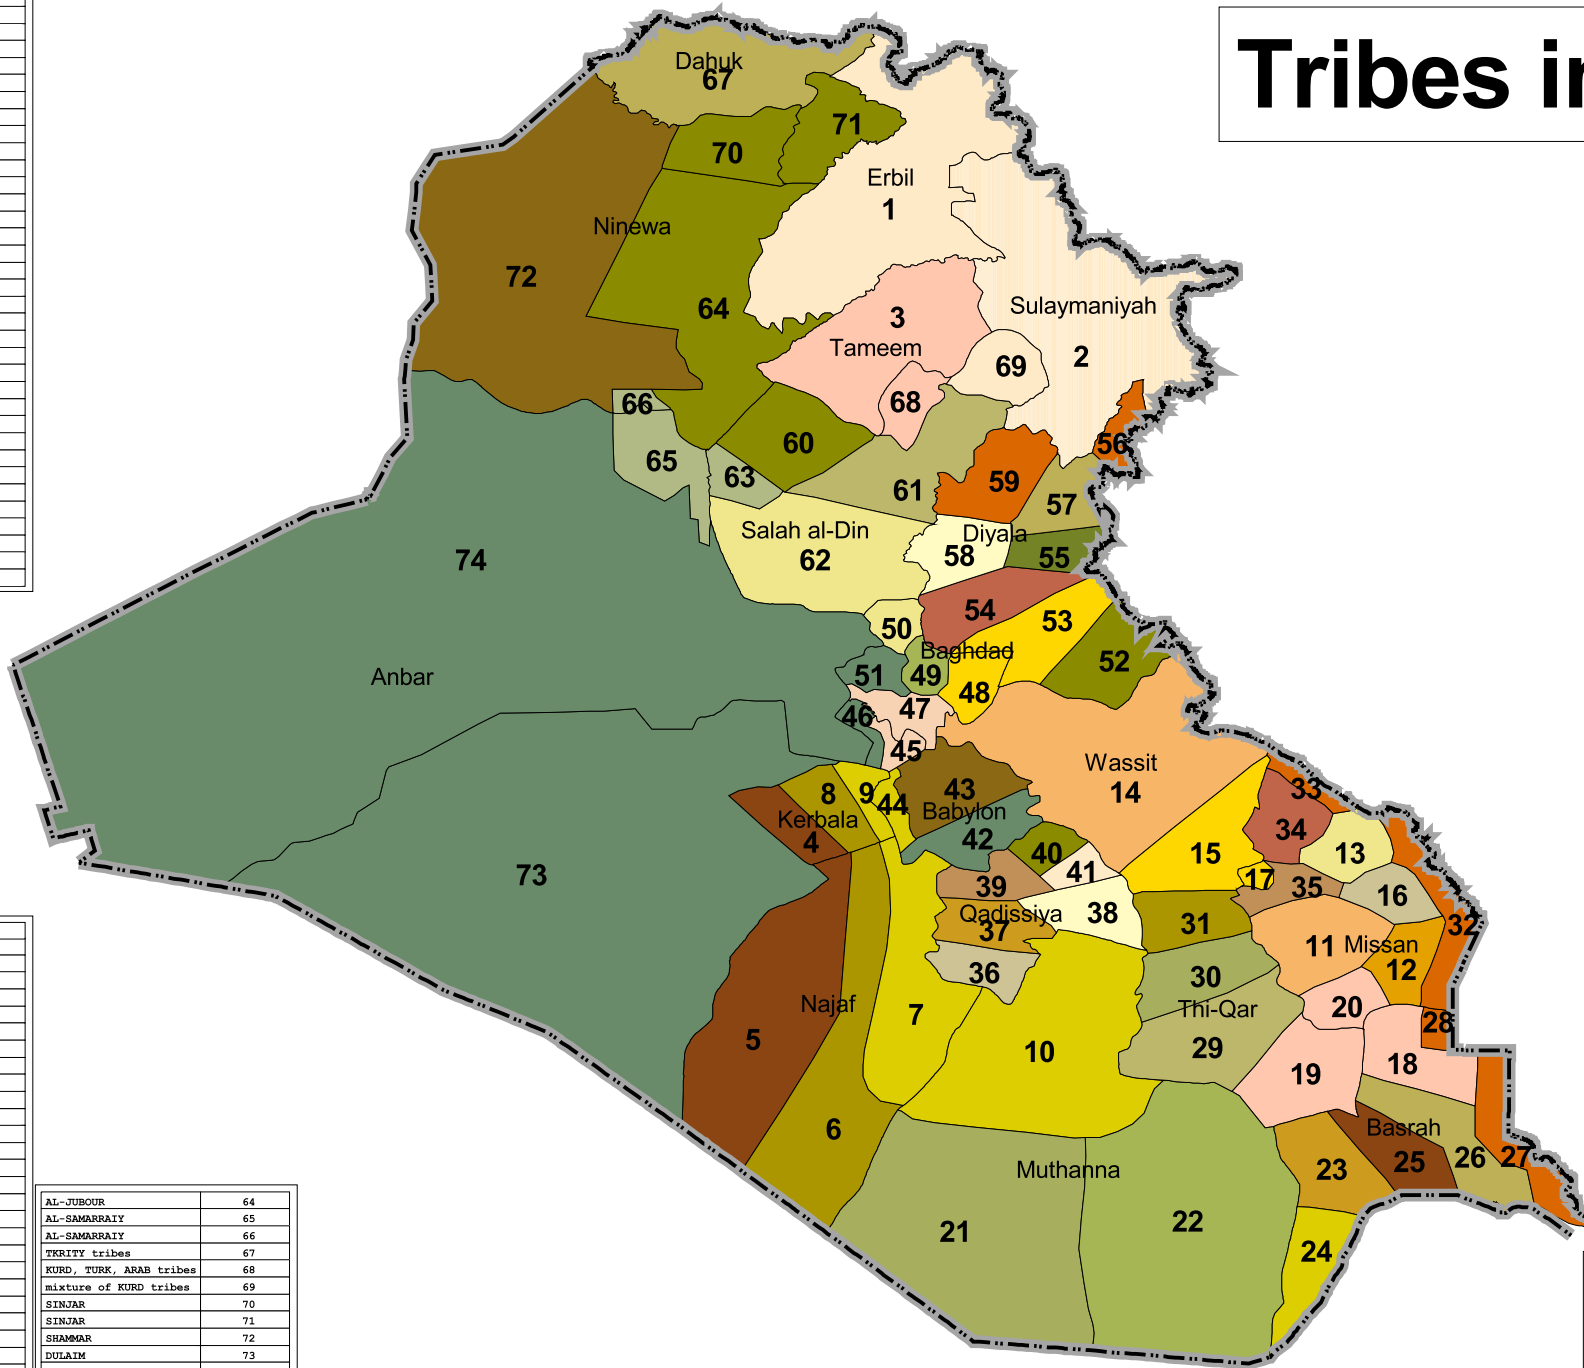 Tribes in
Dahuk
67
71
70
Erbil
1
Ninewa
72
64
3
Sulaymaniyah
Tameem
2
69
66
68
60
56
65
63
61
59
57
Salah al-Din
Diyala
74
62
58
55
54
53
50
Baghdad
52
Anbar
51
49
48
46
47
45
Wassit
14
8
9
44
43
33
Babylon
Kerbala
4
42
34
15
40
13
73
41
17
39
35
16
Qadissiya
38
37
31
32
11
Missan
12
36
30
Najaf
Thi-Qar
20
5
7
28
10
29
18
19
6
Basrah
Muthanna
23
25
26
27
21
22
24
AL-JUBOUR 64
AL-SAMARRAIY 65
AL-SAMARRAIY 66
TKRITY tribes 67
KURD, TURK, ARAB tribes 68
mixture of KURD tribes 69
SINJAR 70
SINJAR 71
SHAMMAR 72
DULAIM 73